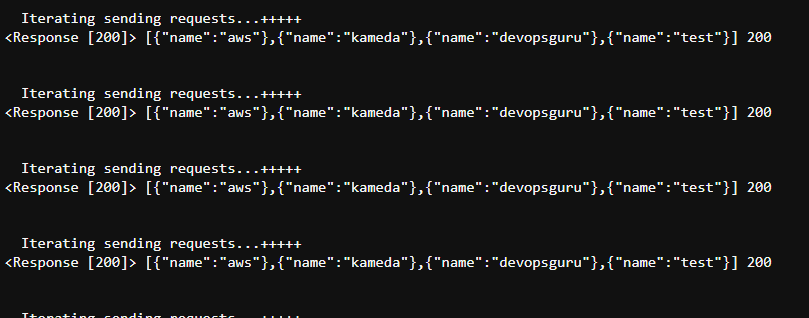 Iterating sending requests...+++++
<Response [200]> [{"name":"aws"},{"name":"kameda"},{"name":"devopsguru"},{"name":"test"}] 200
Iterating sending requests...+++++
<Response [200]> [{"name":"aws"},{"name":"kameda"},{"name":"devopsguru"},{"name":"test"}] 200
Iterating sending requests...+++++
<Response [200]> [{"name":"aws"},{"name":"kameda"},{"name":"devopsguru"},{"name":"test"}] 200
Iterating sending requests...+++++
<Response [200]> [{"name":"aws"},{"name":"kameda"},{"name":"devopsguru"},{"name":"test"}] 200
Iterating sending requests...+++++